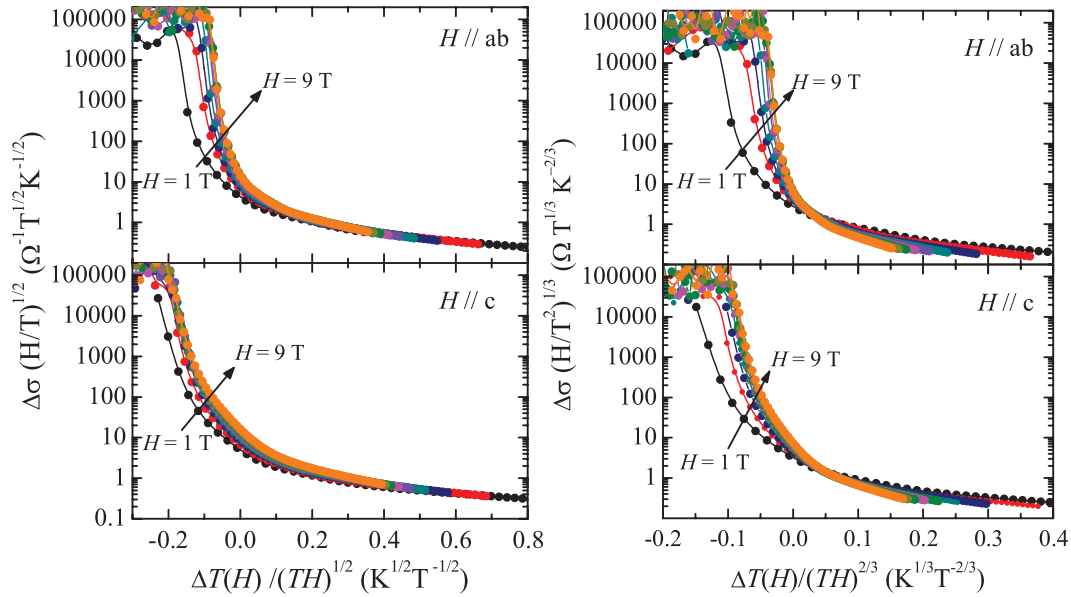 100000
10000
1000
100
10
1
H // ab
H = 9 T
H = 1 T
100000
10000
1000
100
10
1
0.1
H // c
H = 9 T
H = 1 T
Δσ (H/T)^1/2 (Ω^-1T^1/2K^-1/2)
-0.2 0.0 0.2 0.4 0.6 0.8
ΔT(H) /(TH)^1/2 (K^1/2T^-1/2)
100000
10000
1000
100
10
1
H // ab
H = 9 T
H = 1 T
100000
10000
1000
100
10
1
H // c
H = 9 T
H = 1 T
Δσ (H/T^2)^1/3 (Ω T^1/3 K^-2/3)
-0.2 -0.1 0.0 0.1 0.2 0.3 0.4
ΔT(H)/(TH)^2/3 (K^1/3T^-2/3)